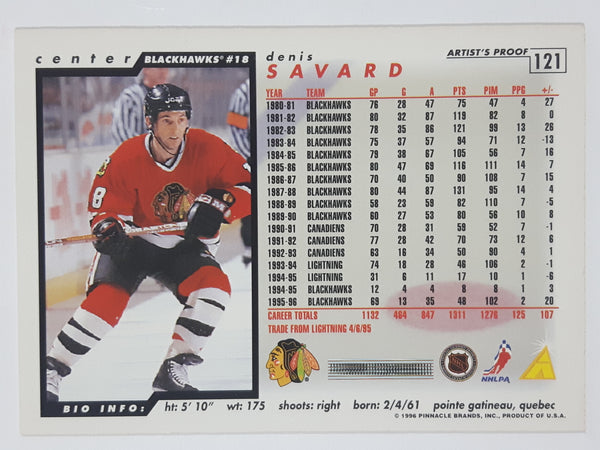 center BLACKHAWKS® #18
denis
SAVARD
ARTIST'S PROOF 121
YEAR TEAM GP G A PTS PIM PPG +/-
1980-81 BLACKHAWKS 76 28 47 75 47 4 27
1981-82 BLACKHAWKS 80 32 87 119 82 8 0
1982-83 BLACKHAWKS 78 35 86 121 99 13 26
1983-84 BLACKHAWKS 75 37 57 94 71 12 -13
1984-85 BLACKHAWKS 79 38 67 105 56 7 16
1985-86 BLACKHAWKS 80 47 69 116 111 14 7
1986-87 BLACKHAWKS 70 40 50 90 108 7 15
1987-88 BLACKHAWKS 80 44 87 131 95 14 4
1988-89 BLACKHAWKS 58 23 59 82 110 7 -5
1989-90 BLACKHAWKS 60 27 53 80 56 10 8
1990-91 CANADIENS 70 28 31 59 52 7 -1
1991-92 CANADIENS 77 28 42 70 73 12 6
1992-93 CANADIENS 63 16 34 50 90 4 1
1993-94 LIGHTNING 74 18 28 46 106 2 -1
1994-95 LIGHTNING 31 6 11 17 10 1 -6
1994-95 BLACKHAWKS 12 4 4 8 8 1 3
1995-96 BLACKHAWKS 69 13 35 48 102 2 20
CAREER TOTALS 1132 464 847 1311 1276 125 107
TRADE FROM LIGHTNING 4/6/95
8
NHLPA
BIO INFO: ht: 5' 10" wt: 175 shoots: right born: 2/4/61 pointe gatineau, quebec
© 1996 PINNACLE BRANDS, INC., PRODUCT OF U.S.A.